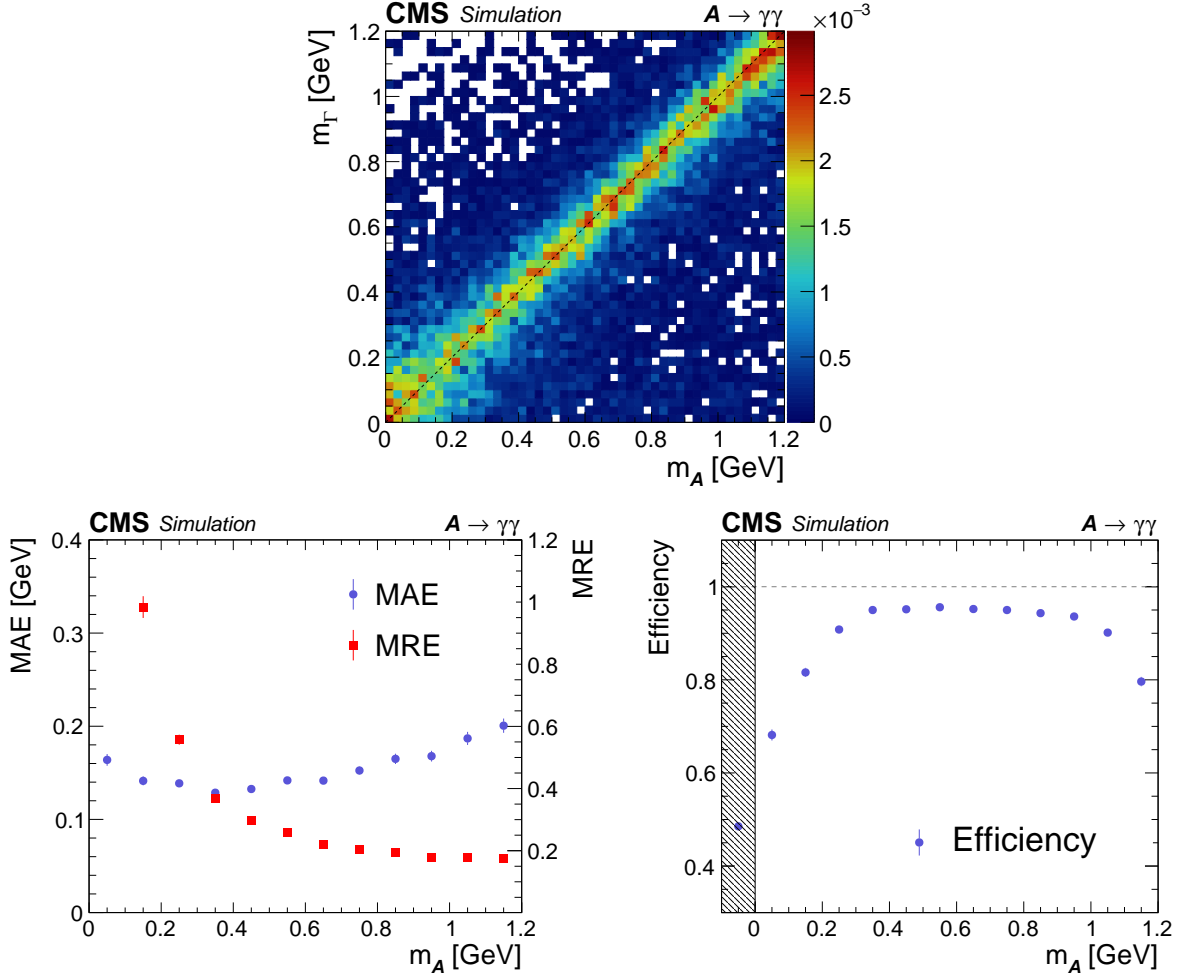 CMS Simulation A → γγ
×10⁻³
m_Γ [GeV]
1.2
1
0.8
0.6
0.4
0.2
0
2.5
2
1.5
1
0.5
0
0 0.2 0.4 0.6 0.8 1 1.2
m_A [GeV]
CMS Simulation A → γγ
MAE [GeV]
0.4
0.3
0.2
0.1
0
MRE
1.2
1
0.8
0.6
0.4
0.2
MAE
MRE
0 0.2 0.4 0.6 0.8 1 1.2
m_A [GeV]
CMS Simulation A → γγ
Efficiency
1
0.8
0.6
0.4
Efficiency
0 0.2 0.4 0.6 0.8 1 1.2
m_A [GeV]